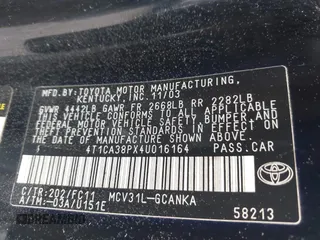 MFD. BY:
TOYOTA MOTOR MANUFACTURING,
KENTUCKY, INC. 11/03
GVWR 4442LB GAWR FR 2668LB RR 2282LB
THIS VEHICLE CONFORMS TO ALL APPLICABLE
FEDERAL MOTOR VEHICLE SAFETY, BUMPER, AND
THEFT PREVENTION STANDARDS IN EFFECT ON
THE DATE OF MANUFACTURE SHOWN ABOVE.
4T1CA38PX4U016164 PASS.CAR
C/TR:202/FC11 MCV31L-GCANKA
A/TM:-03A/U151E
TOYOTA
58213